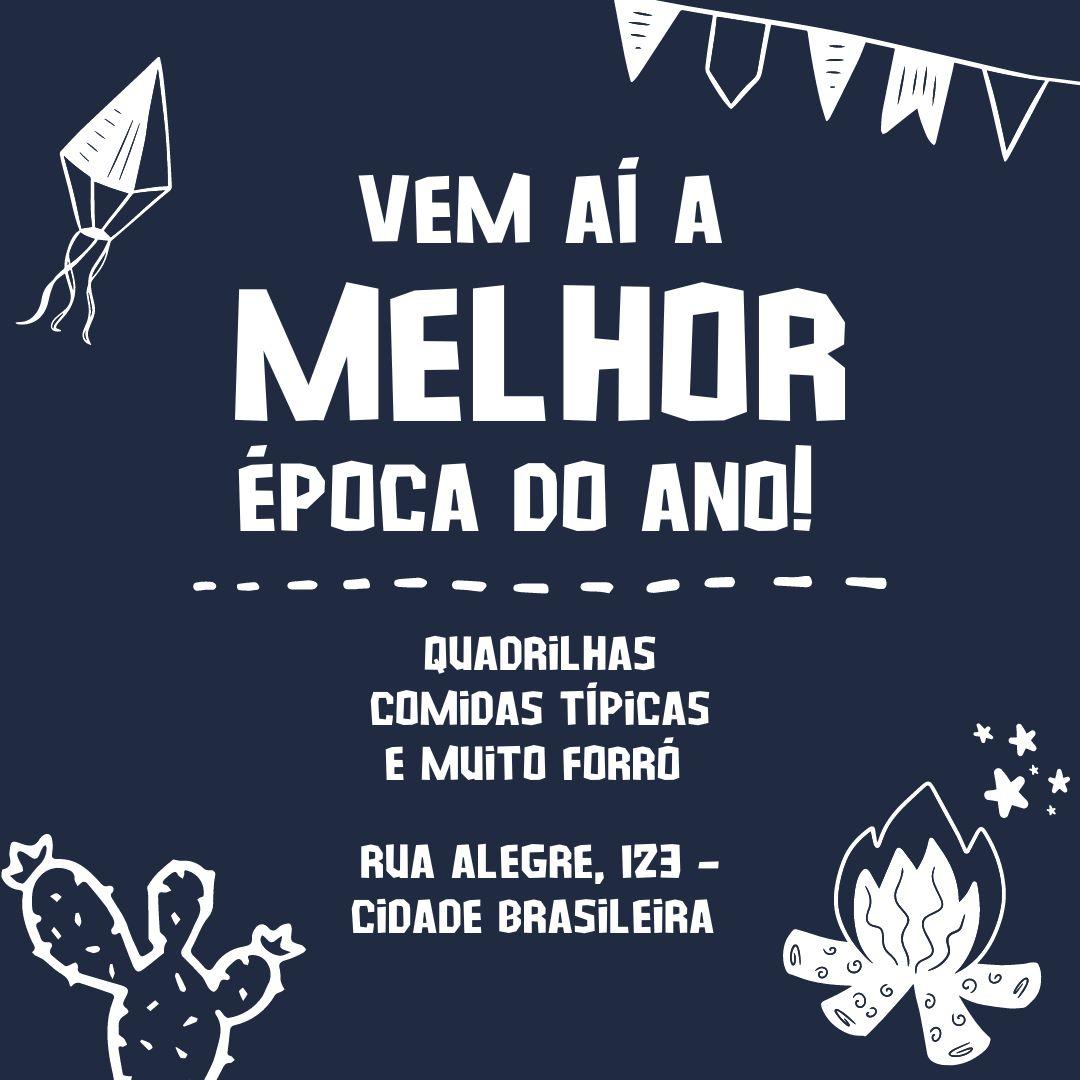 VEM AÍ A
MELHOR
ÉPOCA DO ANO!
QUADRILHAS
COMIDAS TÍPICAS
E MUITO FORRÓ
RUA ALEGRE, 123 -
CIDADE BRASILEIRA